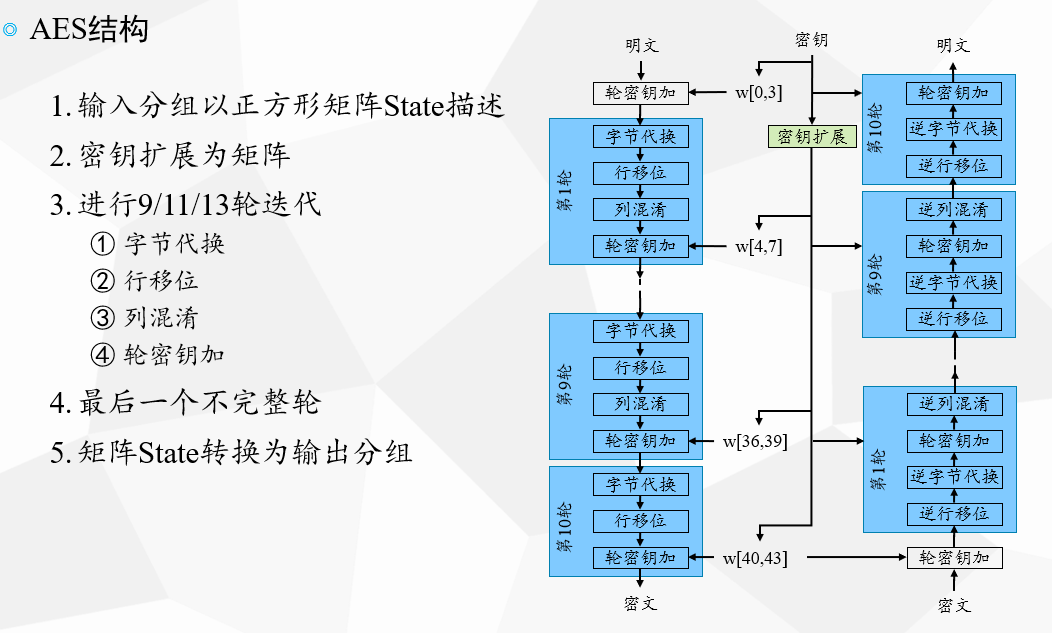 AES结构
1. 输入分组以正方形矩阵State描述
2. 密钥扩展为矩阵
3. 进行9/11/13轮迭代
① 字节代换
② 行移位
③ 列混淆
④ 轮密钥加
4. 最后一个不完整轮
5. 矩阵State转换为输出分组
明文
轮密钥加
第1轮
字节代换
行移位
列混淆
轮密钥加
第9轮
字节代换
行移位
列混淆
轮密钥加
第10轮
字节代换
行移位
轮密钥加
密文
密钥
w[0,3]
密钥扩展
w[4,7]
w[36,39]
w[40,43]
明文
第10轮
轮密钥加
逆字节代换
逆行移位
第9轮
逆列混淆
轮密钥加
逆字节代换
逆行移位
第1轮
逆列混淆
轮密钥加
逆字节代换
逆行移位
轮密钥加
密文